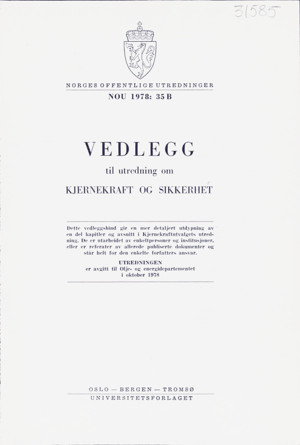 31585
NORGES OFFENTLIGE UTREDNINGER
NOU 1978: 35 B
VEDLEGG
til utredning om
KJERNEKRAFT OG SIKKERHET
Dette vedleggsbind gir en mer detaljert utdypning av
en del kapitler og avsnitt i Kjernekraftutvalgets utred-
ning. De er utarbeidet av enkeltpersoner og institusjoner,
eller er referater av allerede publiserte dokumenter og
står helt for den enkelte forfatters ansvar.
UTREDNINGEN
er avgitt til Olje- og energidepartementet
i oktober 1978
OSLO — BERGEN — TROMSØ
UNIVERSITETSFORLAGET